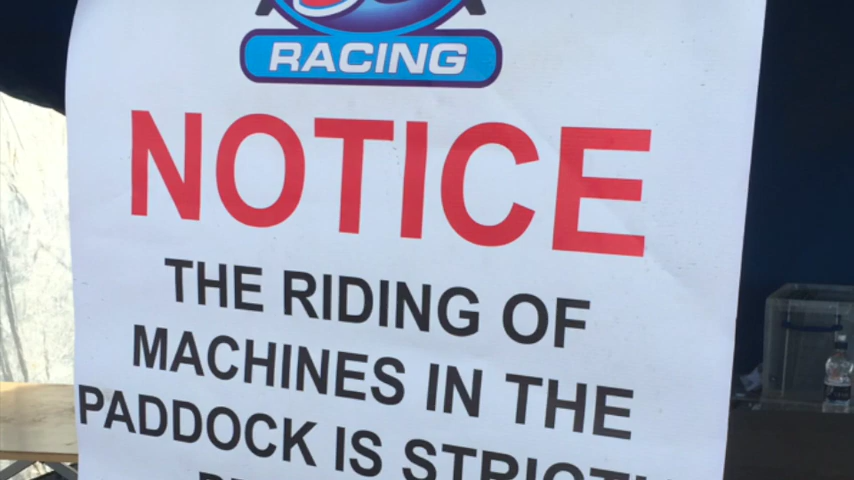 RACING
NOTICE
THE RIDING OF
MACHINES IN THE
PADDOCK IS